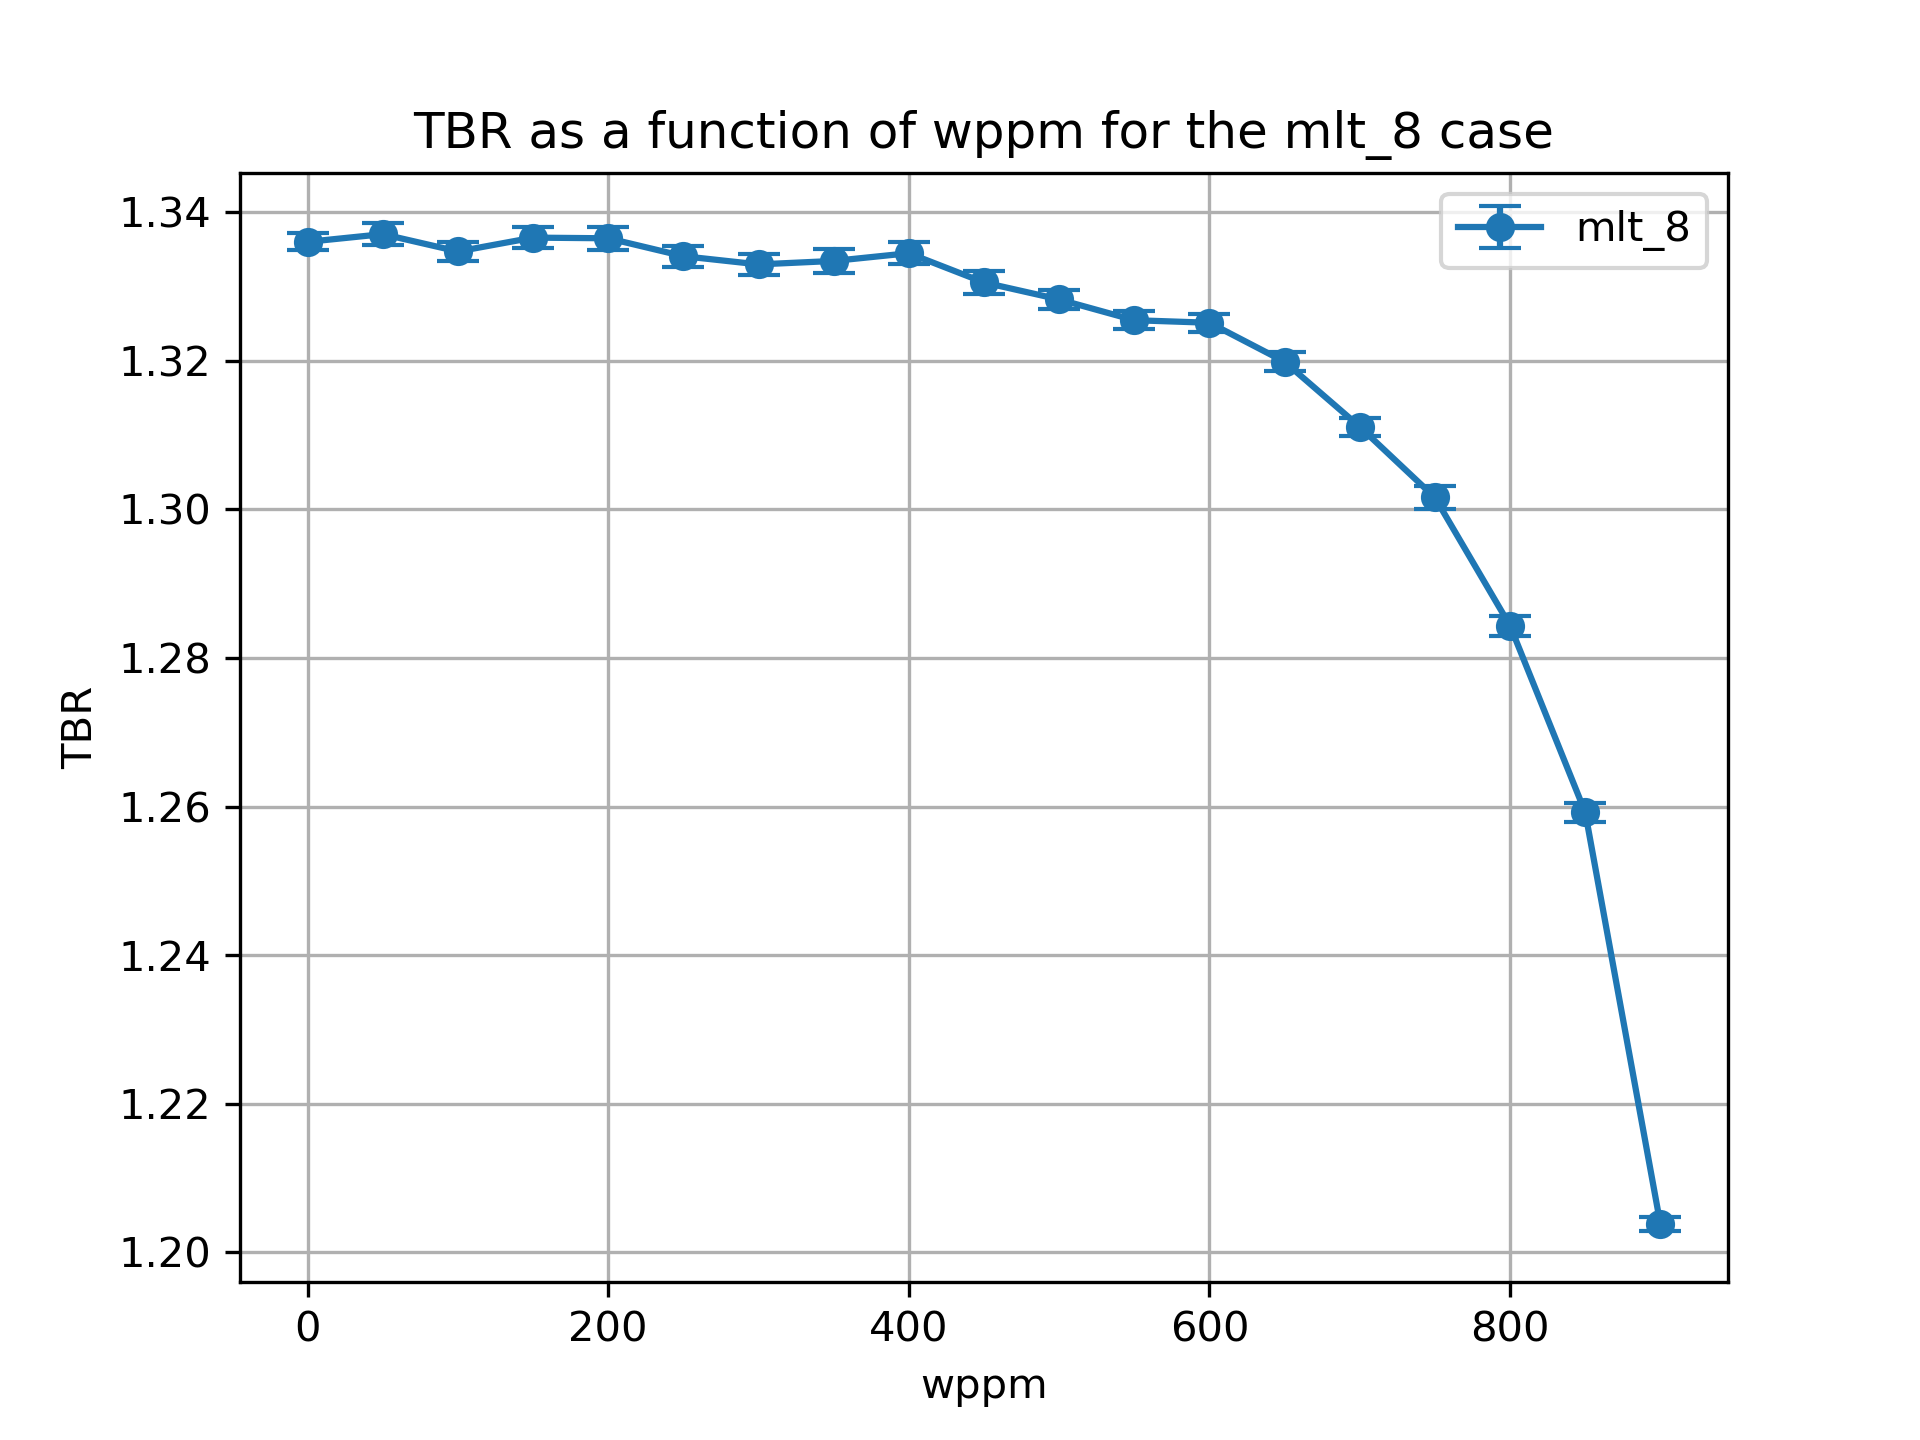 TBR as a function of wppm for the mlt_8 case
mlt_8
1.34
1.32
1.30
1.28
1.26
1.24
1.22
1.20
TBR
0 200 400 600 800
wppm